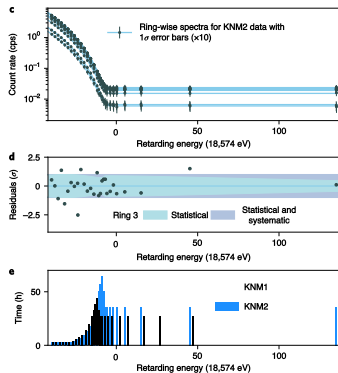 c
Ring-wise spectra for KNM2 data with
1σ error bars (×10)
Count rate (cps)
10⁰
10⁻¹
10⁻²
0
50
100
Retarding energy (18,574 eV)
d
Residuals (σ)
2.5
0
−2.5
Ring 3
Statistical
Statistical and
systematic
0
50
100
Retarding energy (18,574 eV)
e
Time (h)
50
0
KNM1
KNM2
0
50
100
Retarding energy (18,574 eV)